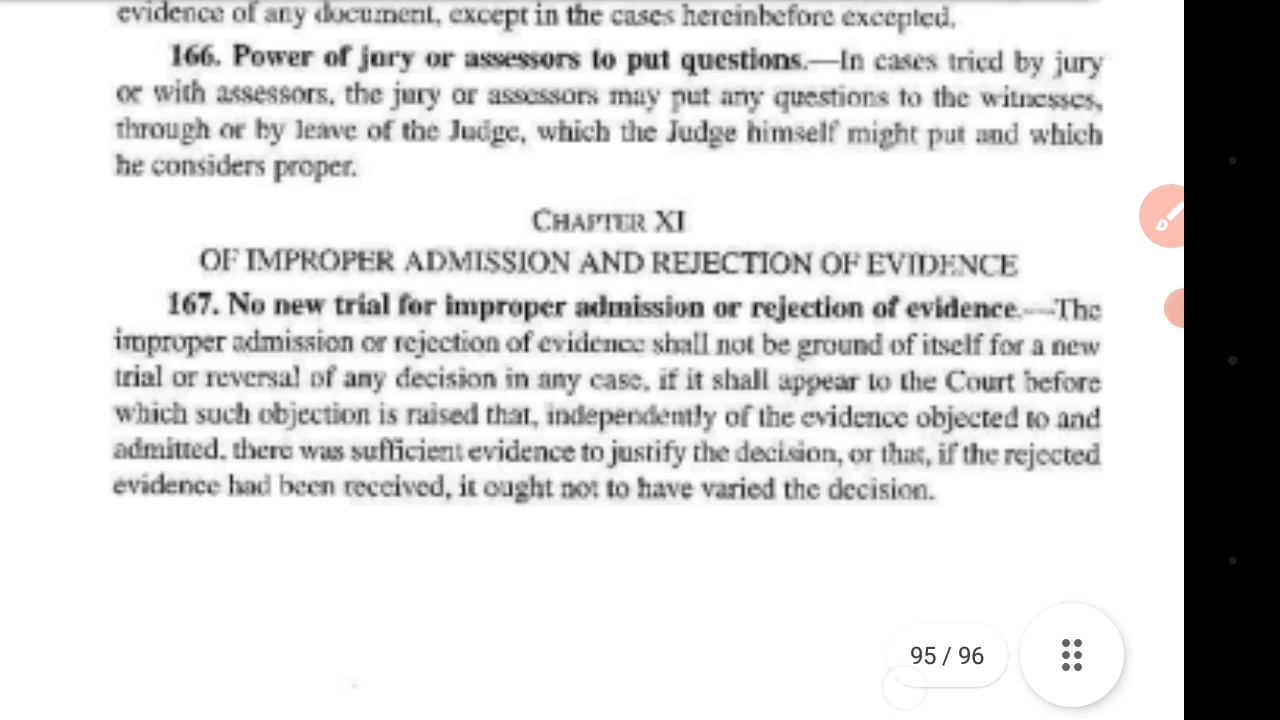 evidence of any document, except in the cases hereinbefore excepted.
166. Power of jury or assessors to put questions.—In cases tried by jury
or with assessors, the jury or assessors may put any questions to the witnesses,
through or by leave of the Judge, which the Judge himself might put and which
he considers proper.
CHAPTER XI
OF IMPROPER ADMISSION AND REJECTION OF EVIDENCE
167. No new trial for improper admission or rejection of evidence.—The
improper admission or rejection of evidence shall not be ground of itself for a new
trial or reversal of any decision in any case, if it shall appear to the Court before
which such objection is raised that, independently of the evidence objected to and
admitted, there was sufficient evidence to justify the decision, or that, if the rejected
evidence had been received, it ought not to have varied the decision.
95 / 96